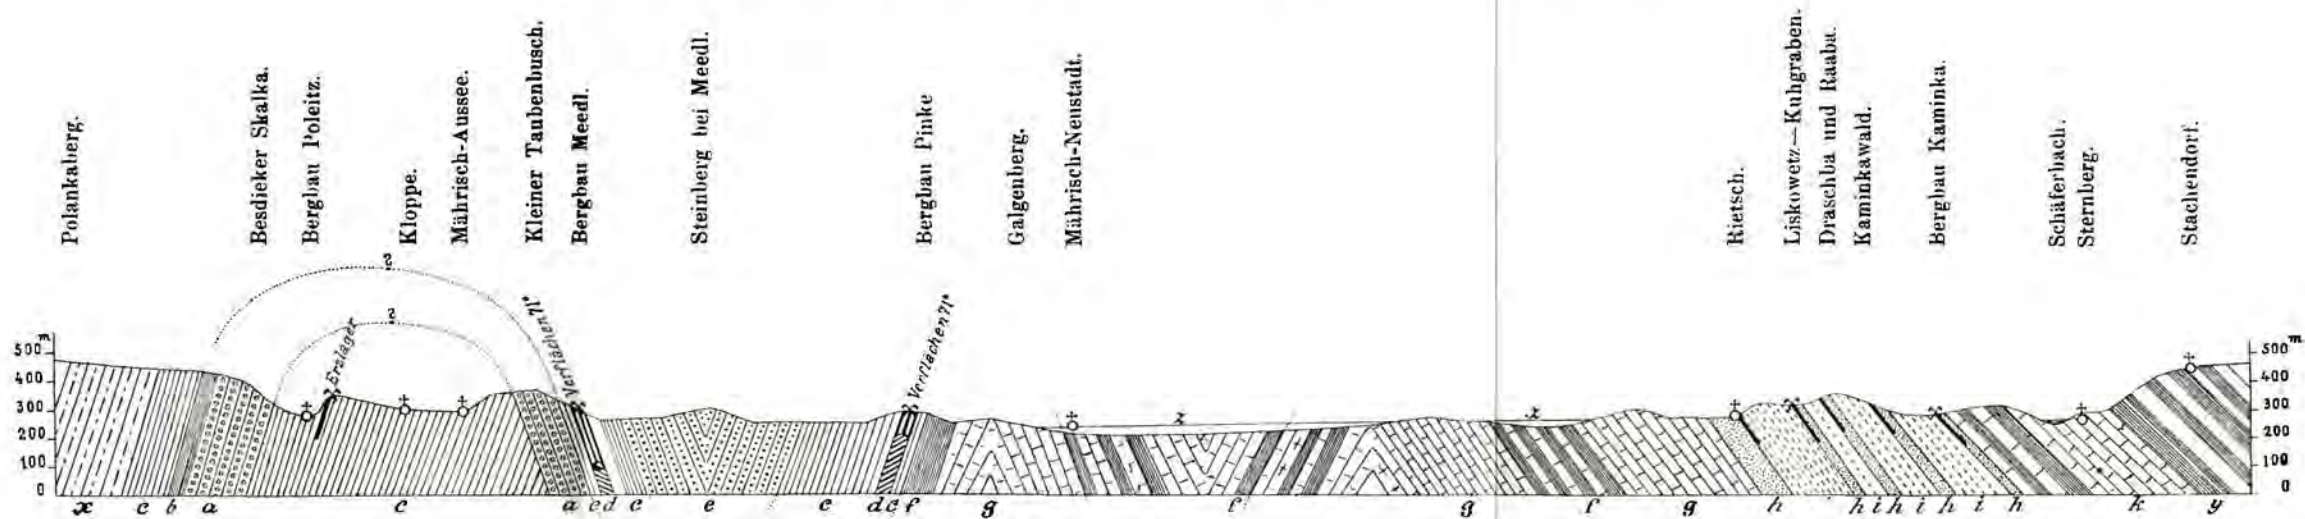 Polankaberg.
Besdieker Skalka.
Bergbau Poleitz.
Kloppe.
Mährisch-Aussee.
Kleiner Taubenbusch.
Bergbau Meedl.
Steinberg bei Meedl.
Bergbau Pinke
Galgenberg.
Mährisch-Neustadt.
Rietsch.
Liskowetz—Kuhgraben.
Draschba und Raaba.
Kaminkawald.
Bergbau Kaminka.
Schäferbach.
Sternberg.
Stachendorf.
?
?
Erzlager
Verflächen 71°
Verflächen 71°
500 m
400
300
200
100
0
500 m
400
300
200
100
0
z
z
x c b a c a c d c e c d c f g f g f g h i h i h i h i h k y